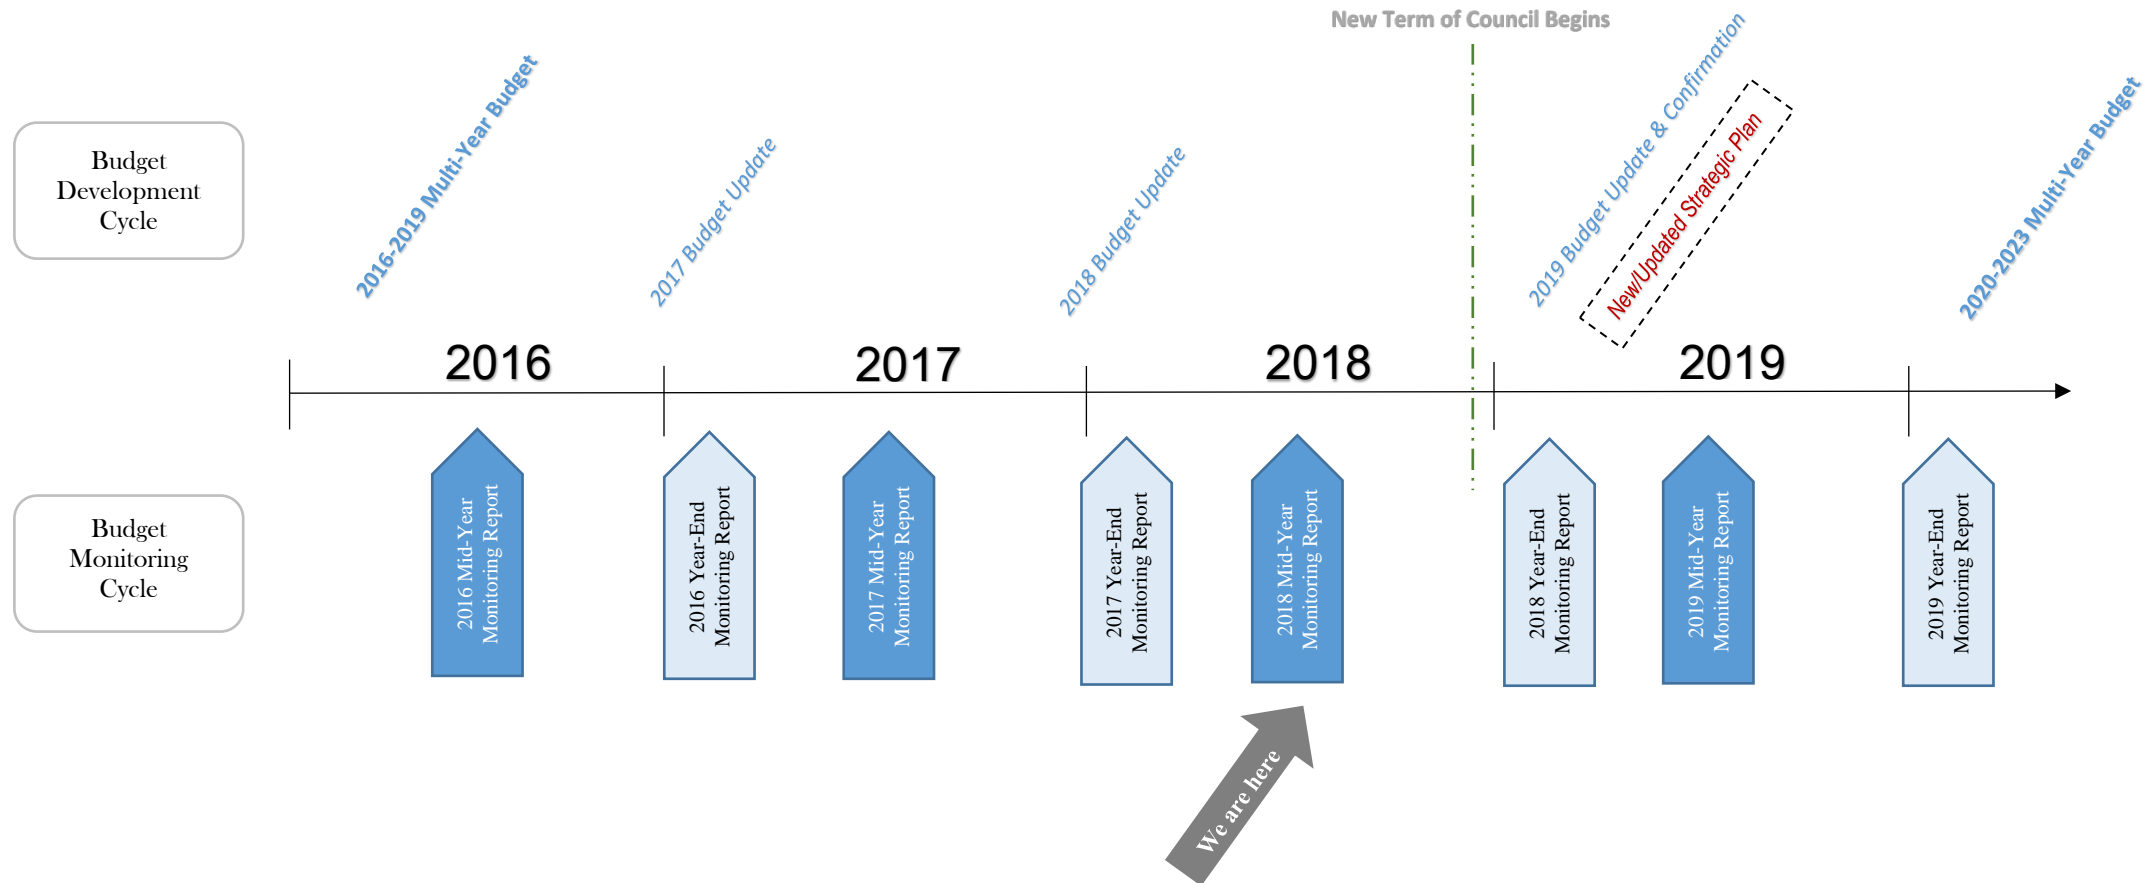 New Term of Council Begins
2016-2019 Multi-Year Budget
2017 Budget Update
2018 Budget Update
2019 Budget Update & Confirmation
New/Updated Strategic Plan
2020-2023 Multi-Year Budget
Budget
Development
Cycle
2016
2017
2018
2019
Budget
Monitoring
Cycle
2016 Mid-Year
Monitoring Report
2016 Year-End
Monitoring Report
2017 Mid-Year
Monitoring Report
2017 Year-End
Monitoring Report
2018 Mid-Year
Monitoring Report
2018 Year-End
Monitoring Report
2019 Mid-Year
Monitoring Report
2019 Year-End
Monitoring Report
We are here